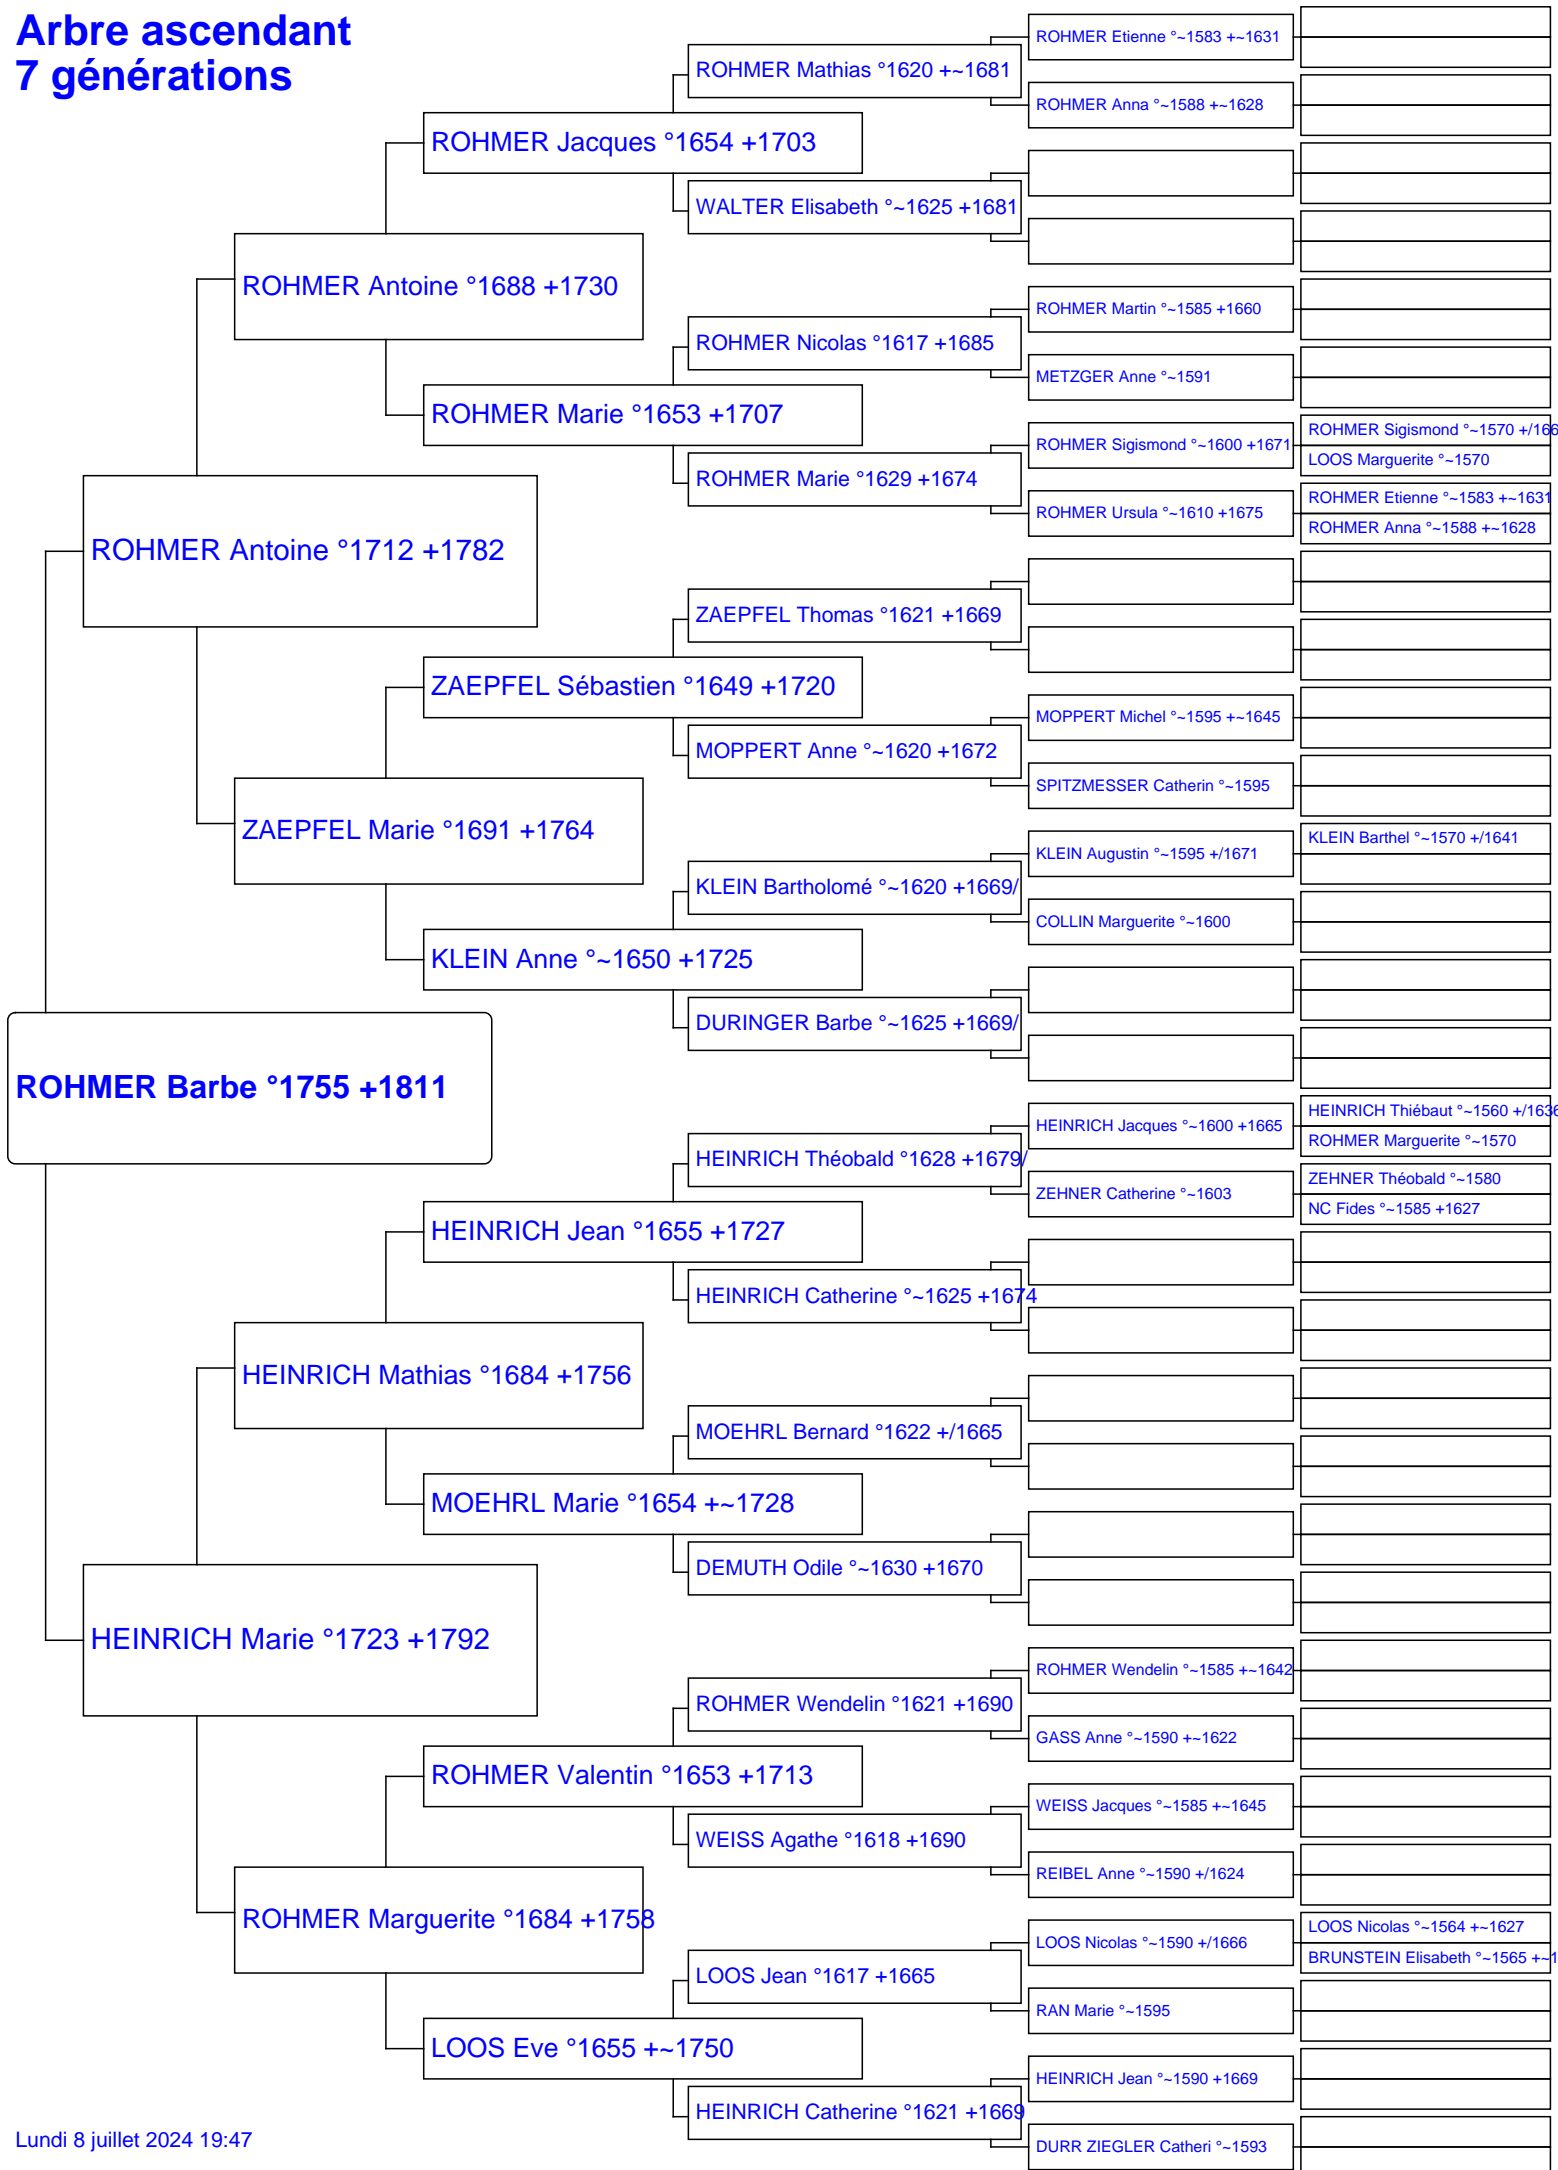 Arbre ascendant
7 générations
ROHMER Barbe °1755 +1811
ROHMER Antoine °1712 +1782
HEINRICH Marie °1723 +1792
ROHMER Antoine °1688 +1730
ZAEPFEL Marie °1691 +1764
HEINRICH Mathias °1684 +1756
ROHMER Marguerite °1684 +1758
ROHMER Jacques °1654 +1703
ROHMER Marie °1653 +1707
ZAEPFEL Sébastien °1649 +1720
KLEIN Anne °~1650 +1725
HEINRICH Jean °1655 +1727
MOEHRL Marie °1654 +~1728
ROHMER Valentin °1653 +1713
LOOS Eve °1655 +~1750
ROHMER Mathias °1620 +~1681
WALTER Elisabeth °~1625 +1681
ROHMER Nicolas °1617 +1685
ROHMER Marie °1629 +1674
ZAEPFEL Thomas °1621 +1669
MOPPERT Anne °~1620 +1672
KLEIN Bartholomé °~1620 +1669/
DURINGER Barbe °~1625 +1669/
HEINRICH Théobald °1628 +1679/
HEINRICH Catherine °~1625 +1674
MOEHRL Bernard °1622 +/1665
DEMUTH Odile °~1630 +1670
ROHMER Wendelin °1621 +1690
WEISS Agathe °1618 +1690
LOOS Jean °1617 +1665
HEINRICH Catherine °1621 +1669
ROHMER Etienne °~1583 +~1631
ROHMER Anna °~1588 +~1628
ROHMER Martin °~1585 +1660
METZGER Anne °~1591
ROHMER Sigismond °~1600 +1671
ROHMER Ursula °~1610 +1675
MOPPERT Michel °~1595 +~1645
SPITZMESSER Catherin °~1595
KLEIN Augustin °~1595 +/1671
COLLIN Marguerite °~1600
HEINRICH Jacques °~1600 +1665
ZEHNER Catherine °~1603
ROHMER Wendelin °~1585 +~1642
GASS Anne °~1590 +~1622
WEISS Jacques °~1585 +~1645
REIBEL Anne °~1590 +/1624
LOOS Nicolas °~1590 +/1666
RAN Marie °~1595
HEINRICH Jean °~1590 +1669
DURR ZIEGLER Catheri °~1593
ROHMER Sigismond °~1570 +/166
LOOS Marguerite °~1570
ROHMER Etienne °~1583 +~1631
ROHMER Anna °~1588 +~1628
KLEIN Barthel °~1570 +/1641
HEINRICH Thiébaut °~1560 +/1636
ROHMER Marguerite °~1570
ZEHNER Théobald °~1580
NC Fides °~1585 +1627
LOOS Nicolas °~1564 +~1627
BRUNSTEIN Elisabeth °~1565 +~1
Lundi 8 juillet 2024 19:47